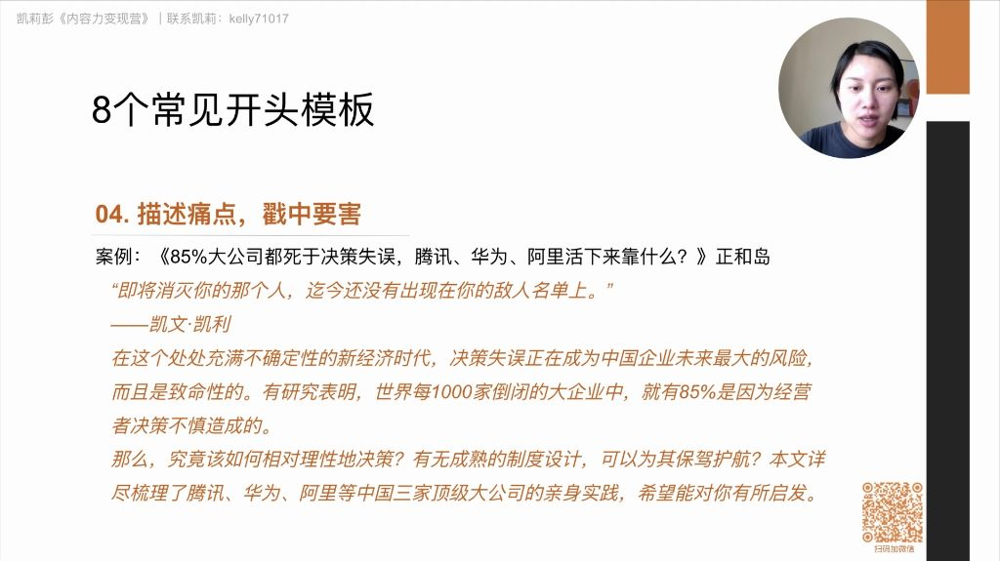 凯莉彭《内容力变现营》｜联系凯莉：kelly71017
8个常见开头模板
04. 描述痛点，戳中要害
案例：《85%大公司都死于决策失误，腾讯、华为、阿里活下来靠什么？》正和岛
“即将消灭你的那个人，迄今还没有出现在你的敌人名单上。”
——凯文·凯利
在这个处处充满不确定性的新经济时代，决策失误正在成为中国企业未来最大的风险，
而且是致命性的。有研究表明，世界每1000家倒闭的大企业中，就有85%是因为经营
者决策不慎造成的。
那么，究竟该如何相对理性地决策？有无成熟的制度设计，可以为其保驾护航？本文详
尽梳理了腾讯、华为、阿里等中国三家顶级大公司的亲身实践，希望能对你有所启发。
扫码加微信